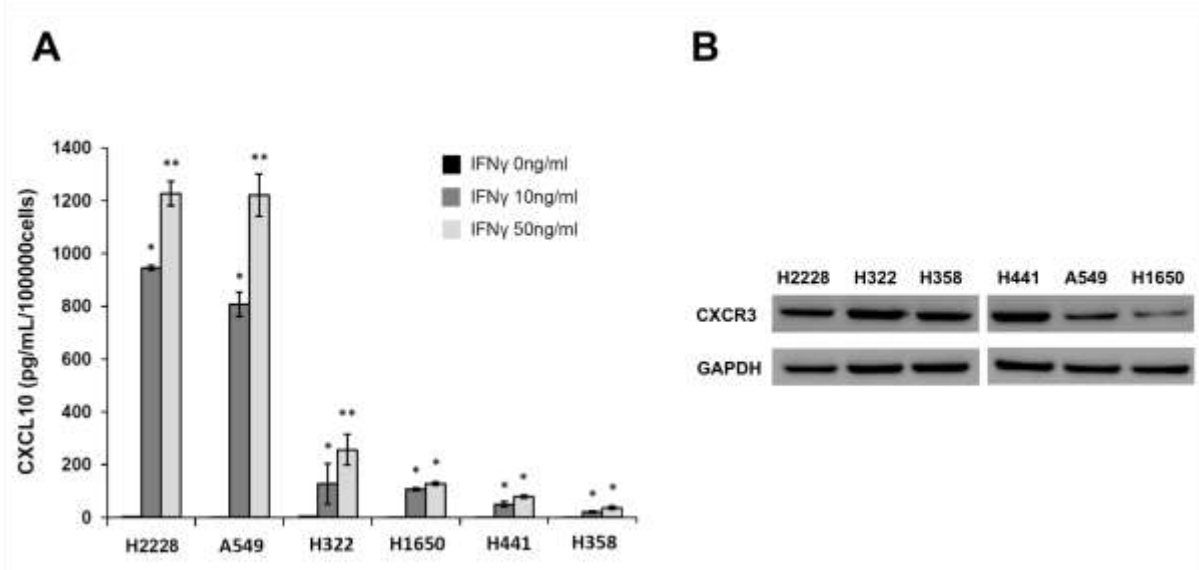 A
B
CXCL10 (pg/mL/100000cells)
1400
1200
1000
800
600
400
200
0
IFNγ 0ng/ml
IFNγ 10ng/ml
IFNγ 50ng/ml
* ** * ** * ** * * * * * *
H2228 A549 H322 H1650 H441 H358
H2228 H322 H358 H441 A549 H1650
CXCR3
GAPDH